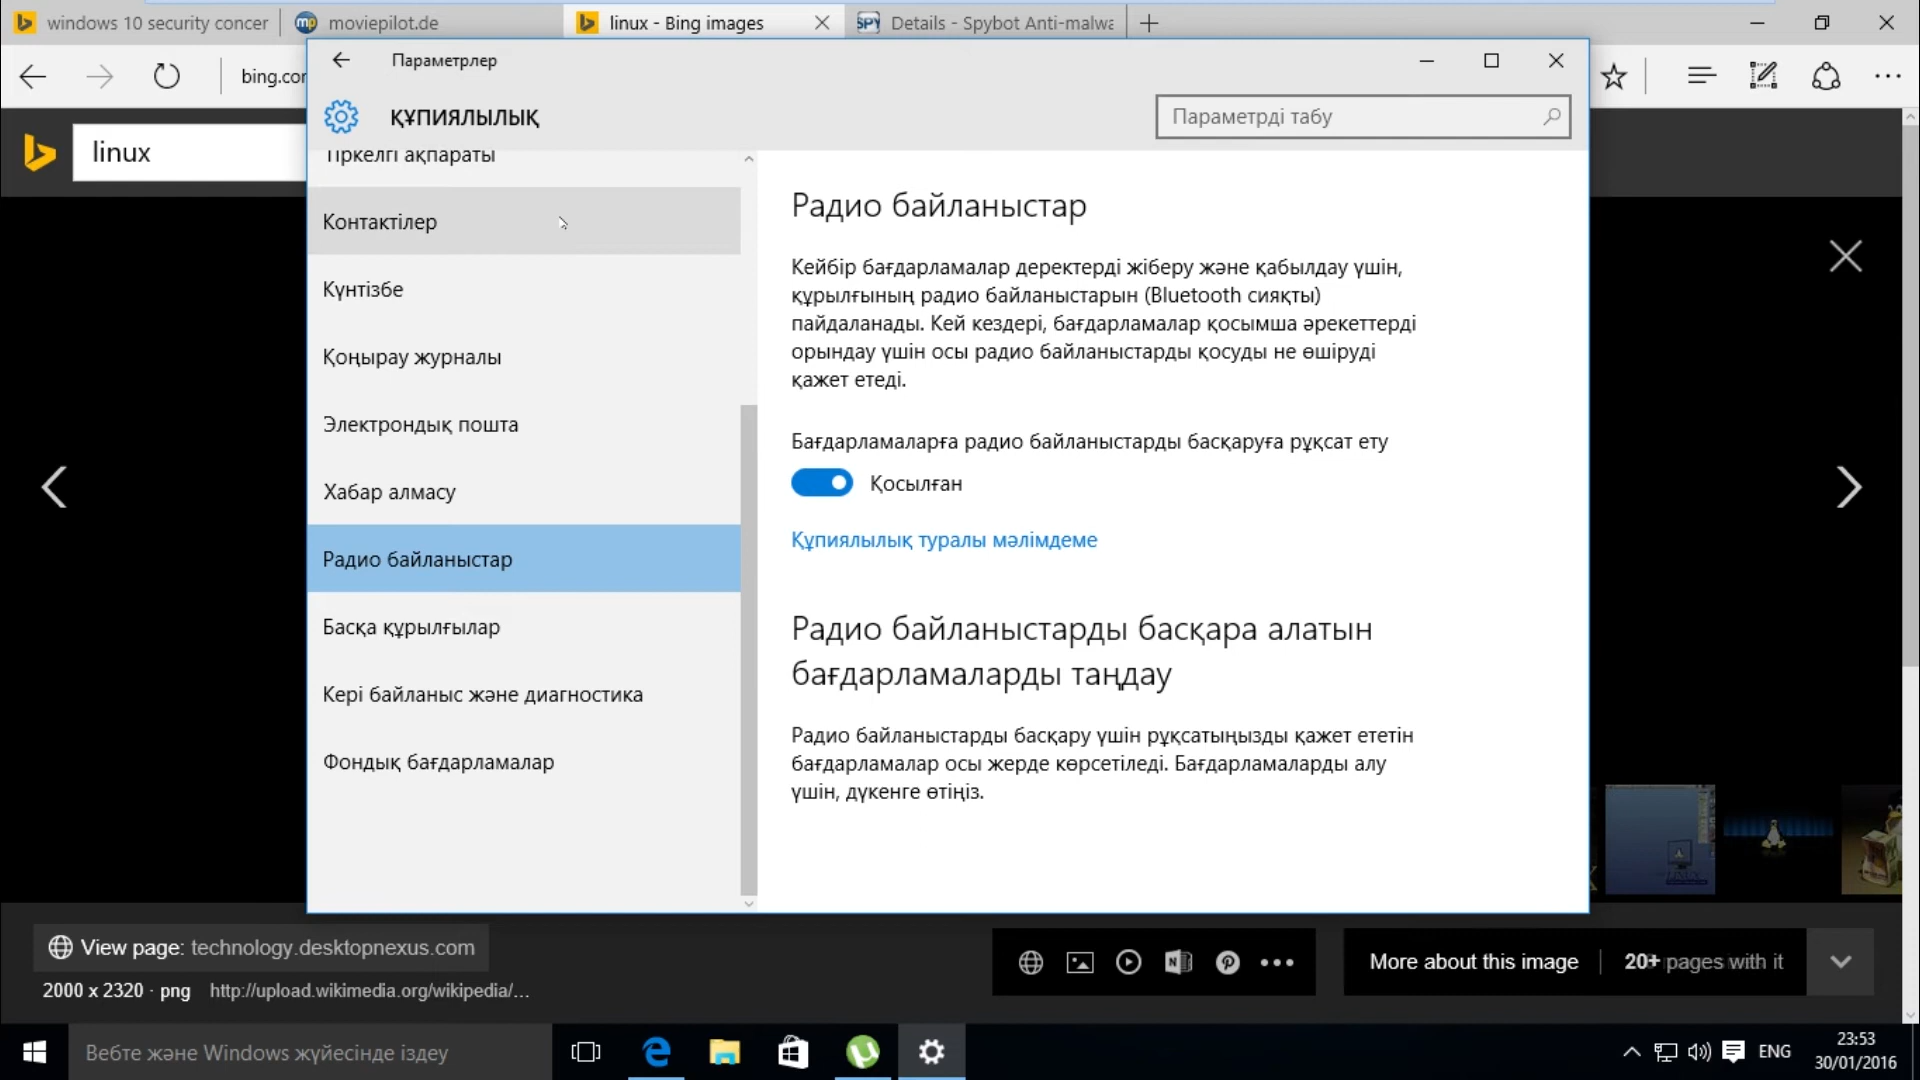 windows 10 security concer
moviepilot.de
linux - Bing images
Details - Spybot Anti-malwa
Параметрлер
ҚҰПИЯЛЫЛЫҚ
Параметрді табу
linux
Тіркелгі ақпараты
Контактілер
Күнтізбе
Қоңырау журналы
Электрондық пошта
Хабар алмасу
Радио байланыстар
Басқа құрылғылар
Кері байланыс және диагностика
Фондық бағдарламалар
Радио байланыстар
Кейбір бағдарламалар деректерді жіберу және қабылдау үшін,
құрылғының радио байланыстарын (Bluetooth сияқты)
пайдаланады. Кей кездері, бағдарламалар қосымша әрекеттерді
орындау үшін осы радио байланыстарды қосуды не өшіруді
қажет етеді.
Бағдарламаларға радио байланыстарды басқаруға рұқсат ету
Қосылған
Құпиялылық туралы мәлімдеме
Радио байланыстарды басқара алатын
бағдарламаларды таңдау
Радио байланыстарды басқару үшін рұқсатыңызды қажет ететін
бағдарламалар осы жерде көрсетіледі. Бағдарламаларды алу
үшін, дүкенге өтіңіз.
View page: technology.desktopnexus.com
2000 x 2320 · png http://upload.wikimedia.org/wikipedia/...
More about this image
20+ pages with it
Вебте және Windows жүйесінде іздеу
ENG
23:53
30/01/2016